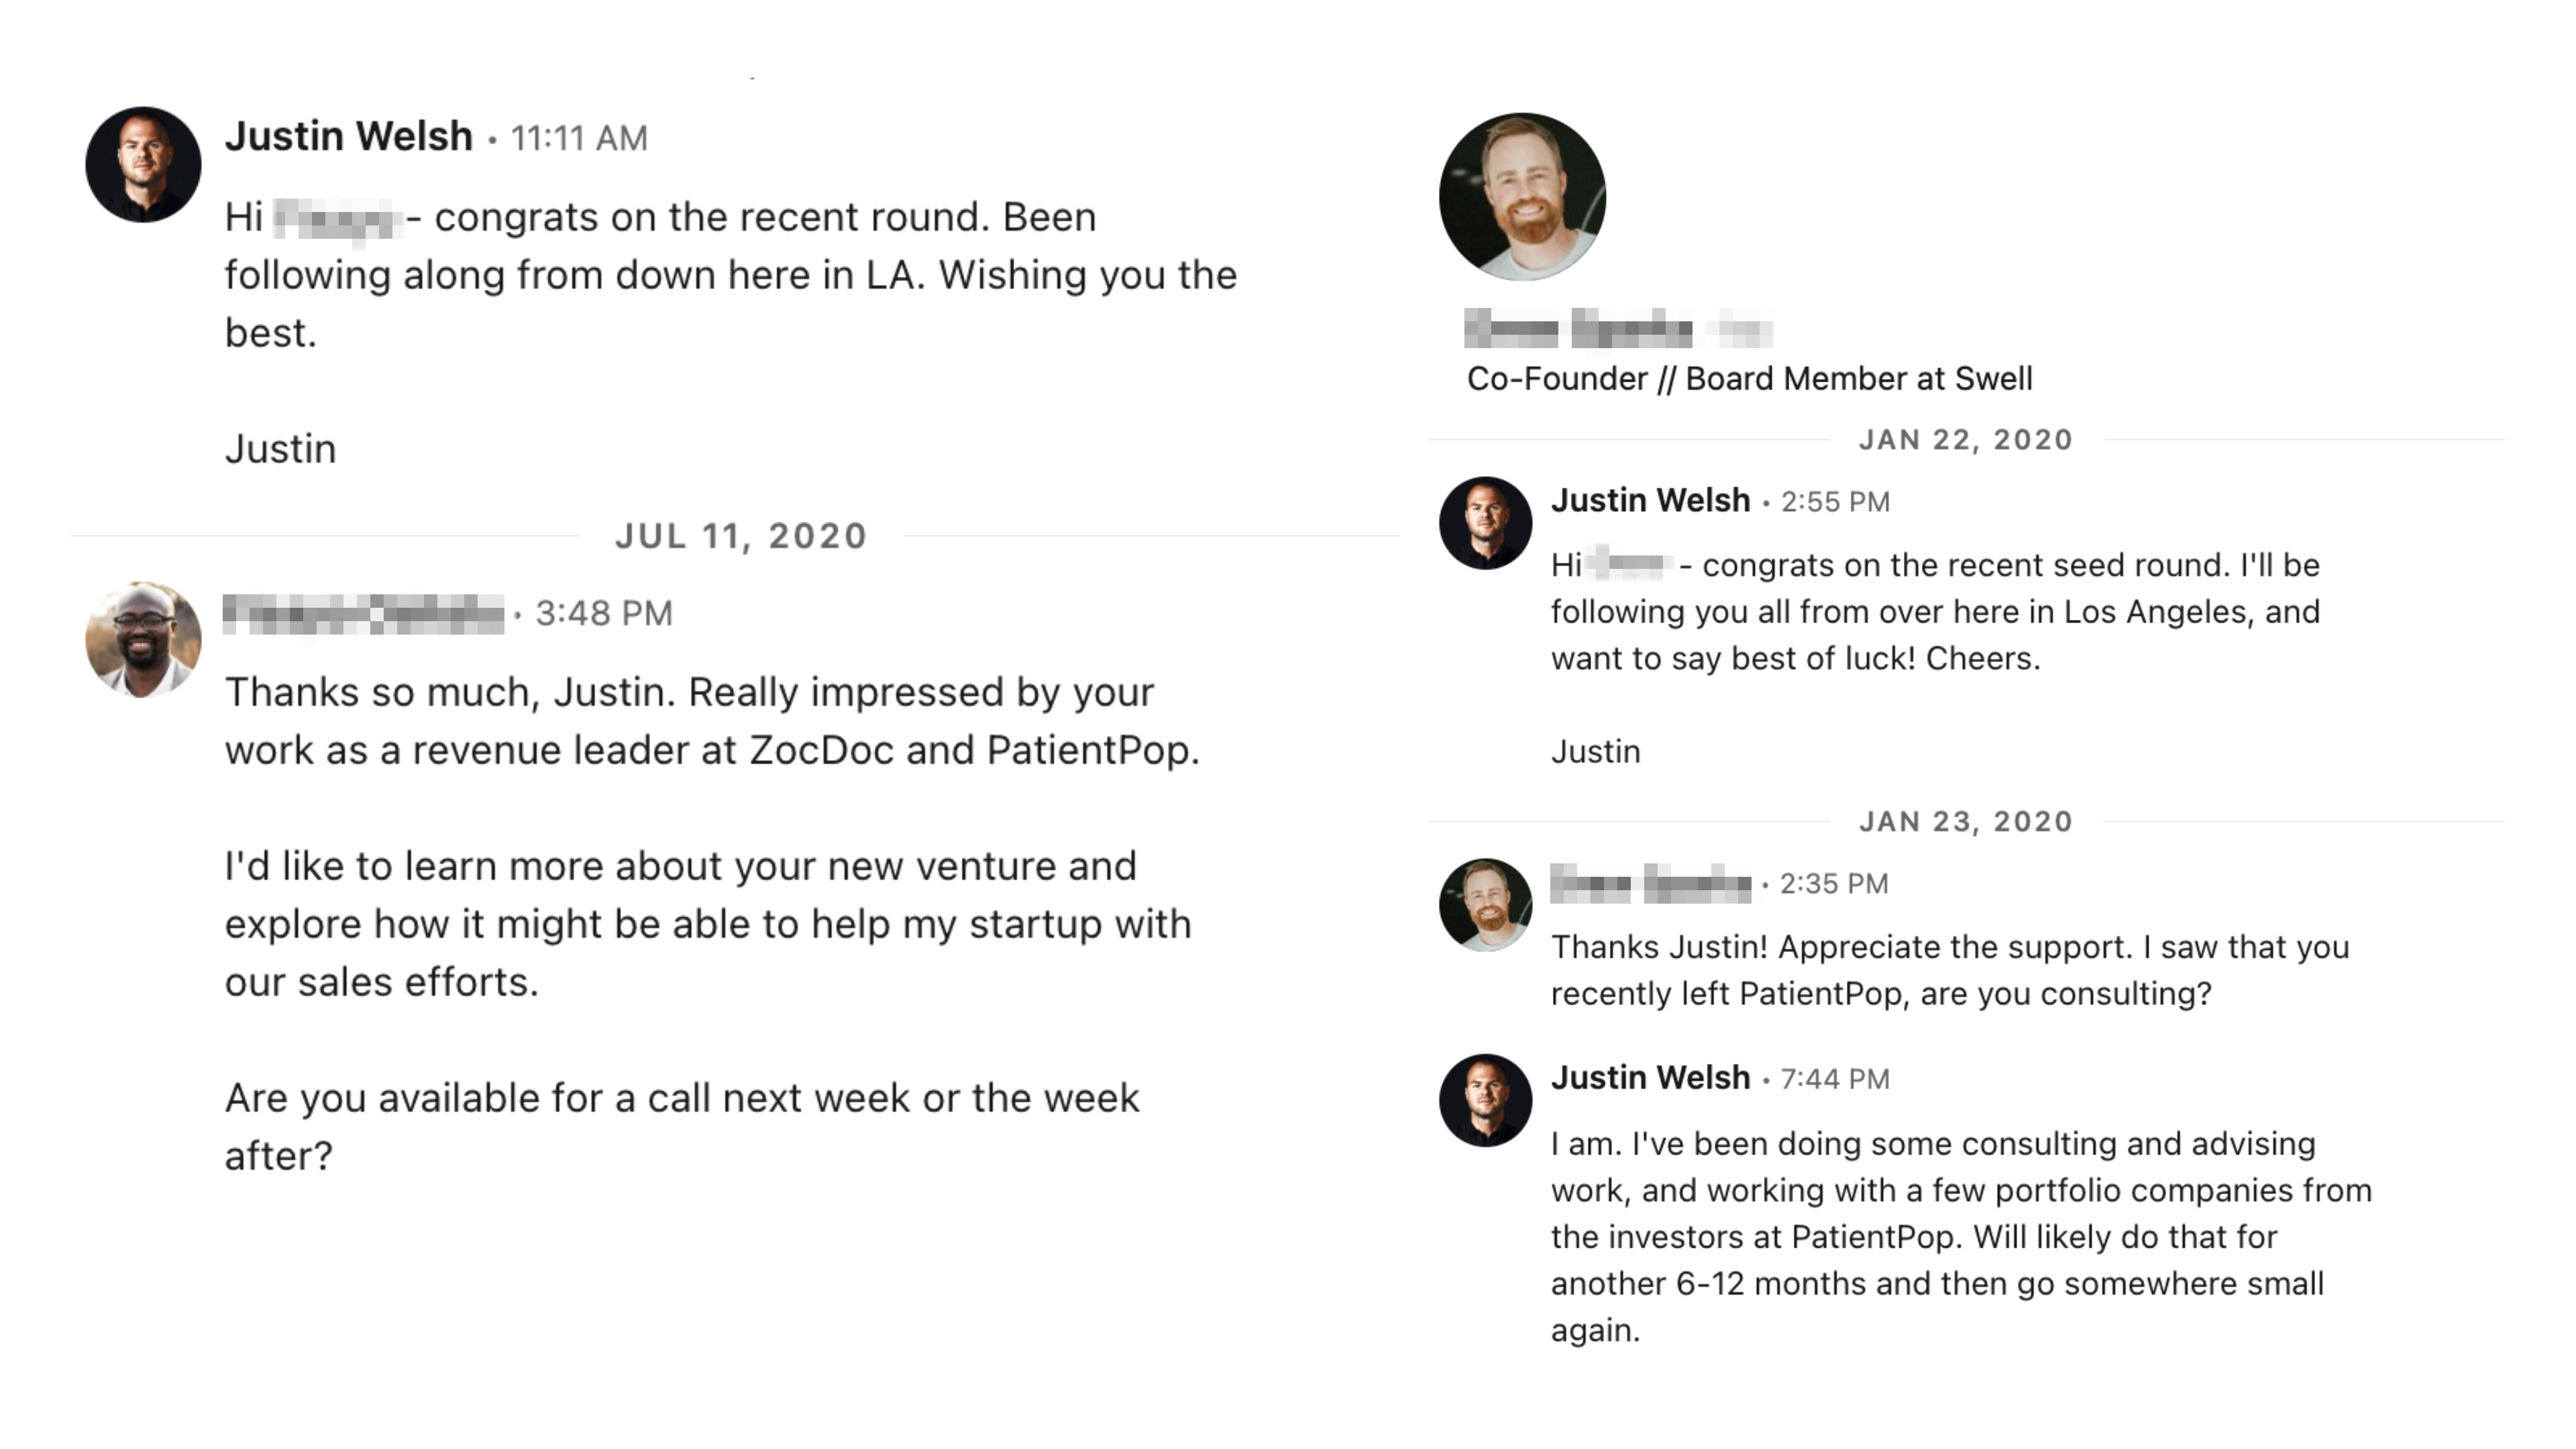 Justin Welsh • 11:11 AM
Hi - congrats on the recent round. Been
following along from down here in LA. Wishing you the
best.
Justin
JUL 11, 2020
• 3:48 PM
Thanks so much, Justin. Really impressed by your
work as a revenue leader at ZocDoc and PatientPop.
I'd like to learn more about your new venture and
explore how it might be able to help my startup with
our sales efforts.
Are you available for a call next week or the week
after?
Co-Founder // Board Member at Swell
JAN 22, 2020
Justin Welsh • 2:55 PM
Hi - congrats on the recent seed round. I'll be
following you all from over here in Los Angeles, and
want to say best of luck! Cheers.
Justin
JAN 23, 2020
• 2:35 PM
Thanks Justin! Appreciate the support. I saw that you
recently left PatientPop, are you consulting?
Justin Welsh • 7:44 PM
I am. I've been doing some consulting and advising
work, and working with a few portfolio companies from
the investors at PatientPop. Will likely do that for
another 6-12 months and then go somewhere small
again.